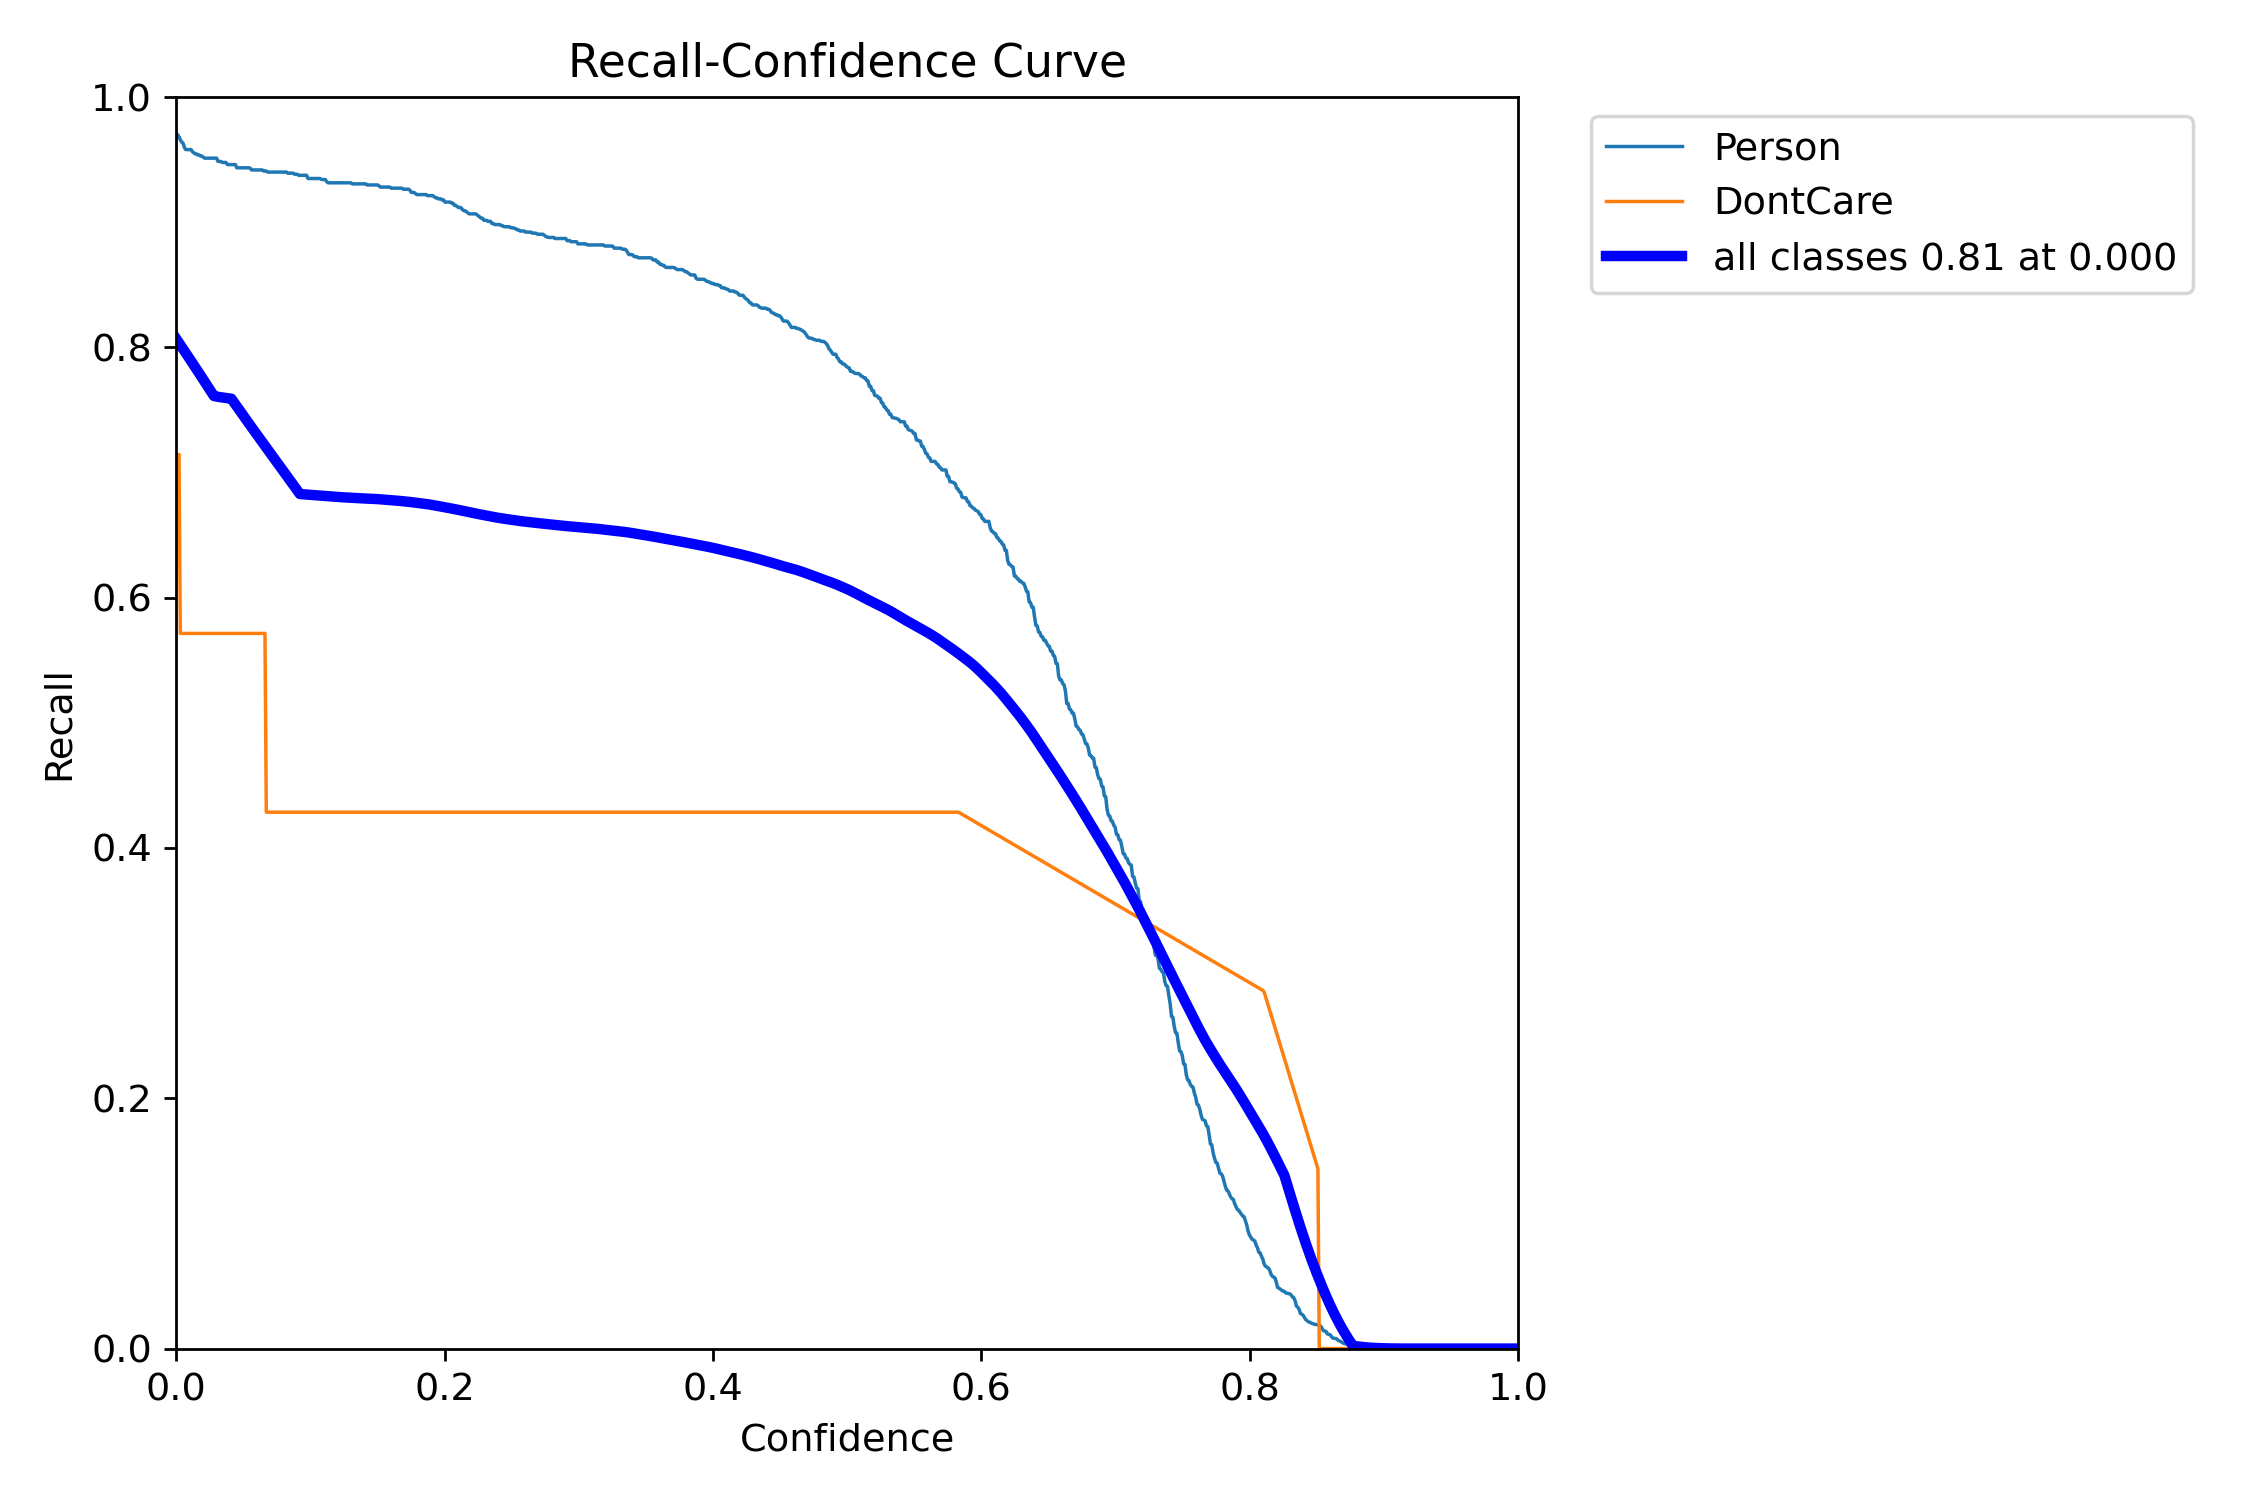 Recall-Confidence Curve
1.0
0.8
0.6
0.4
0.2
0.0
Recall
0.0 0.2 0.4 0.6 0.8 1.0
Confidence
Person
DontCare
all classes 0.81 at 0.000